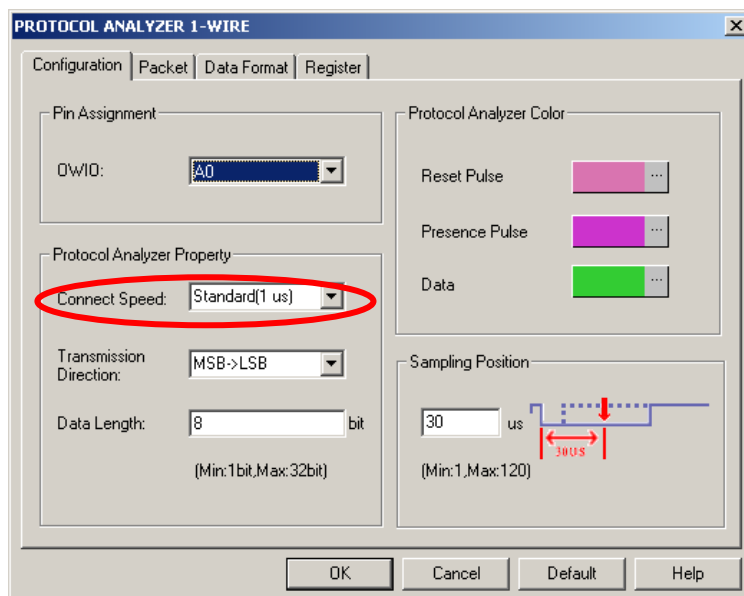 PROTOCOL ANALYZER 1-WIRE
Configuration Packet Data Format Register
Pin Assignment
OWIO: A0
Protocol Analyzer Property
Connect Speed: Standard(1 us)
Transmission
Direction: MSB->LSB
Data Length: 8 bit
(Min:1bit,Max:32bit)
Protocol Analyzer Color
Reset Pulse ...
Presence Pulse ...
Data ...
Sampling Position
30 us
30US
(Min:1,Max:120)
OK Cancel Default Help